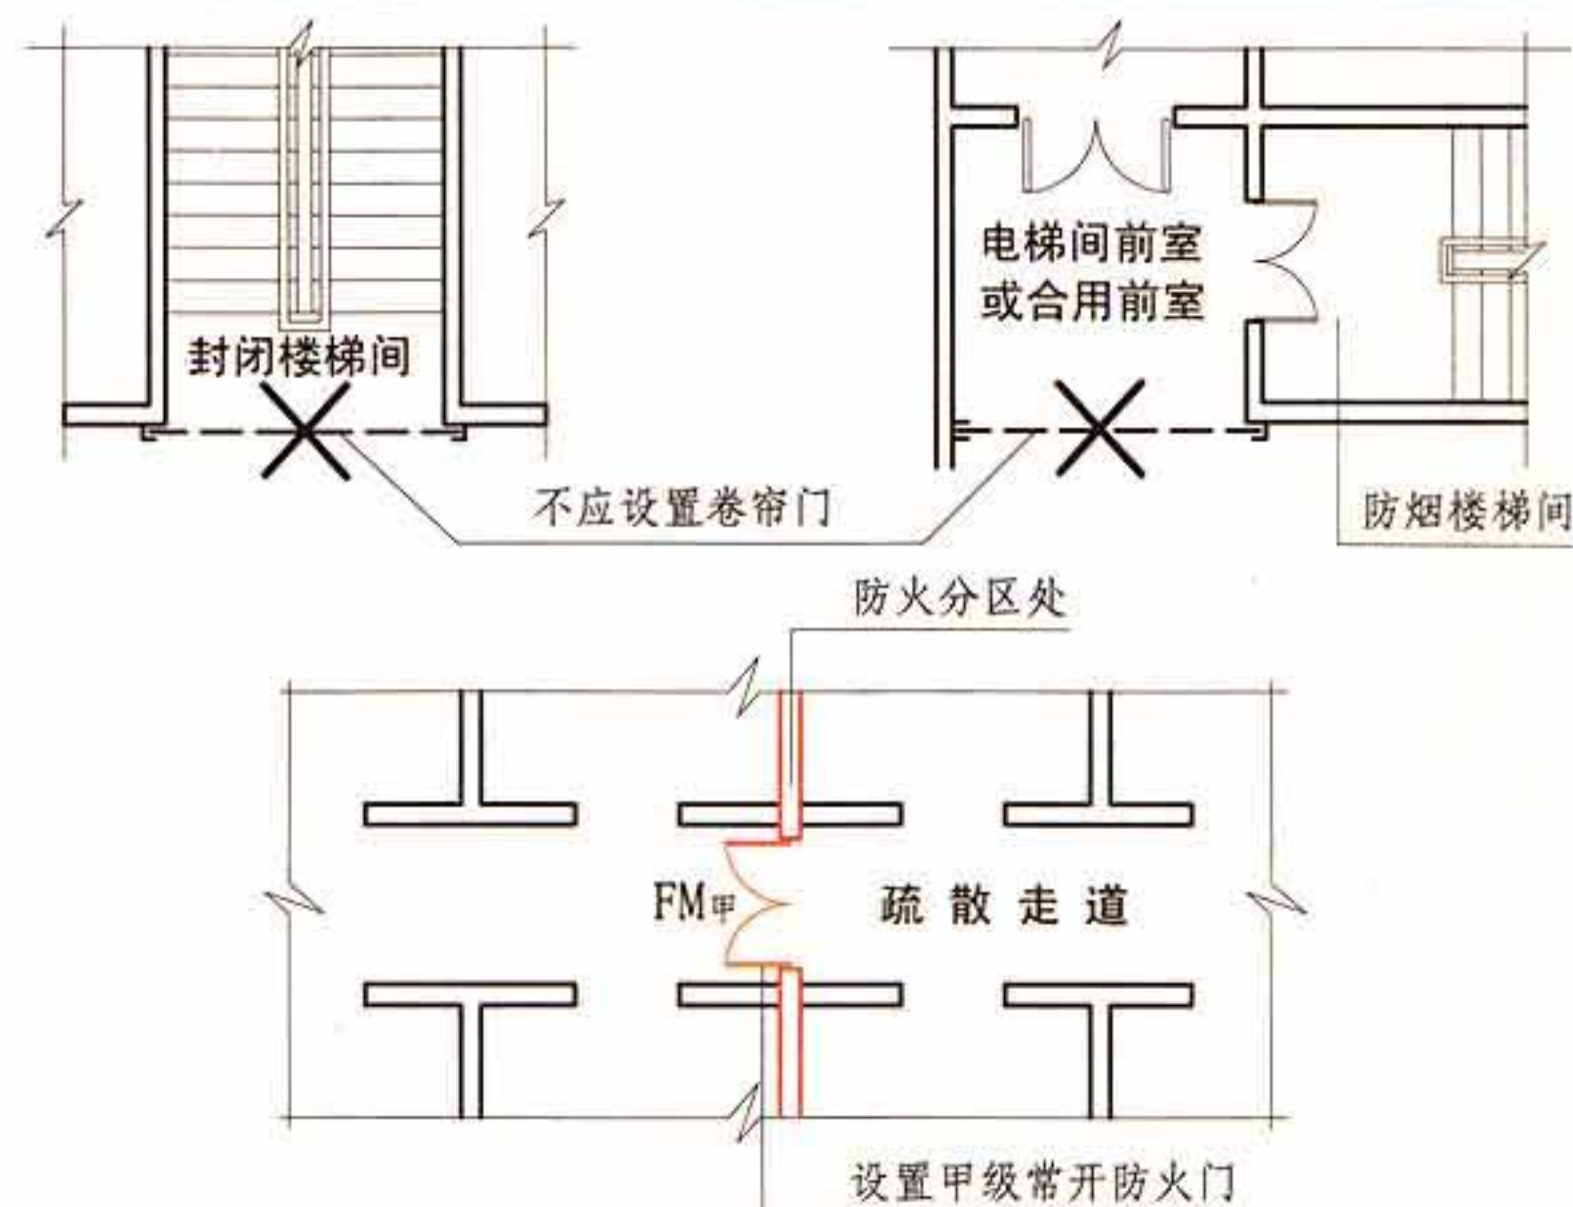 电梯间前室
或合用前室
封闭楼梯间
不应设置卷帘门
防烟楼梯间
防火分区处
FM甲
疏散走道
设置甲级常开防火门